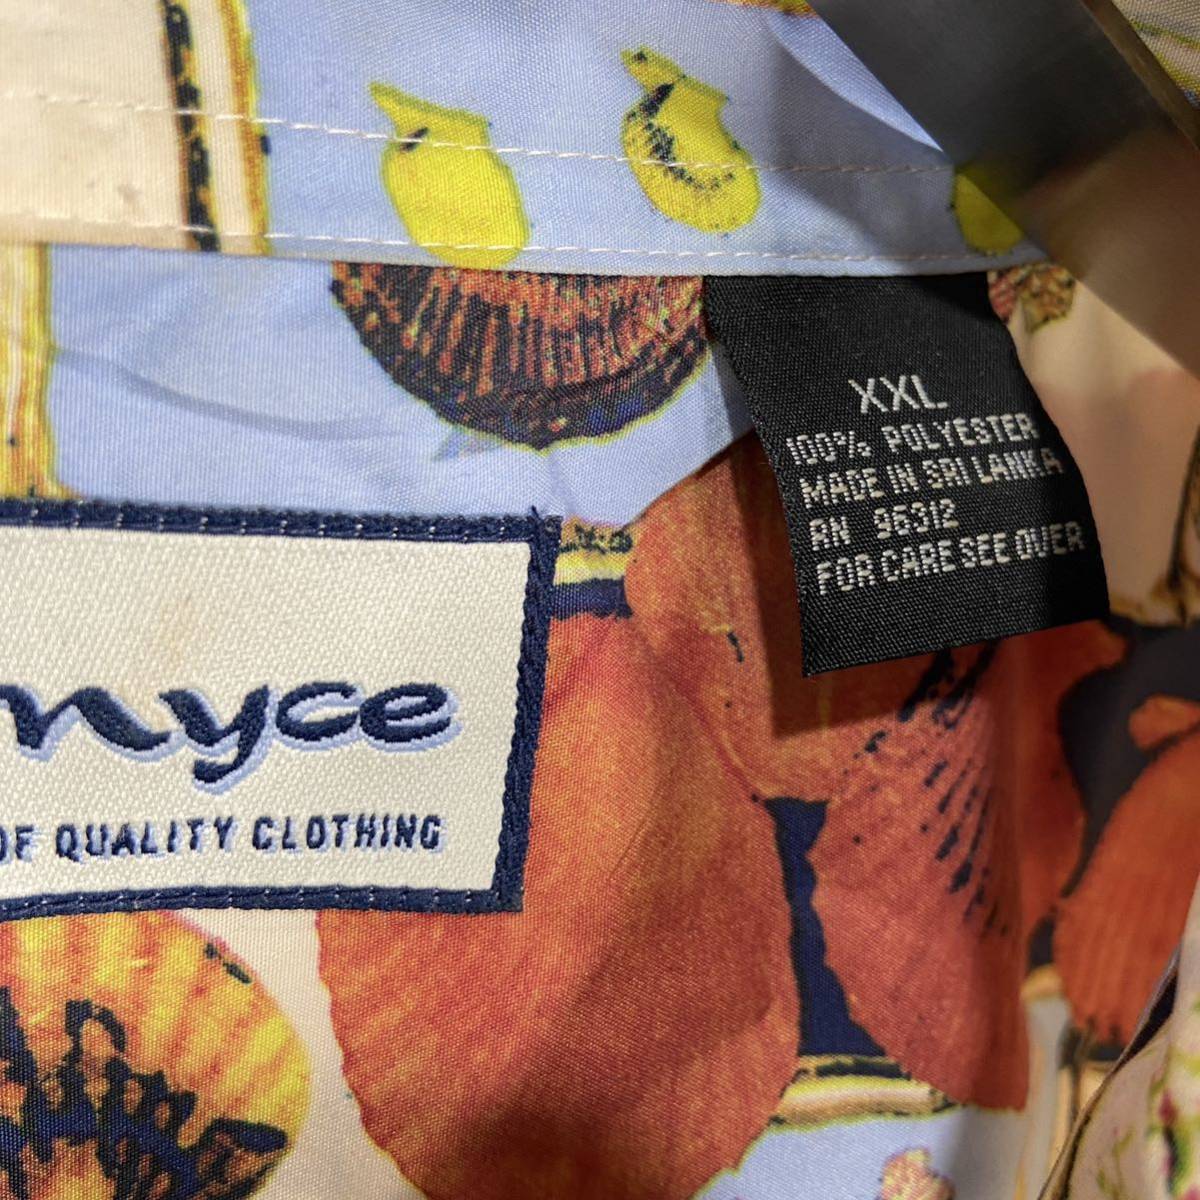 XXL
100% POLYESTER
MADE IN SRI LANKA
RN 96312
FOR CARE SEE OVER
nyce
OF QUALITY CLOTHING